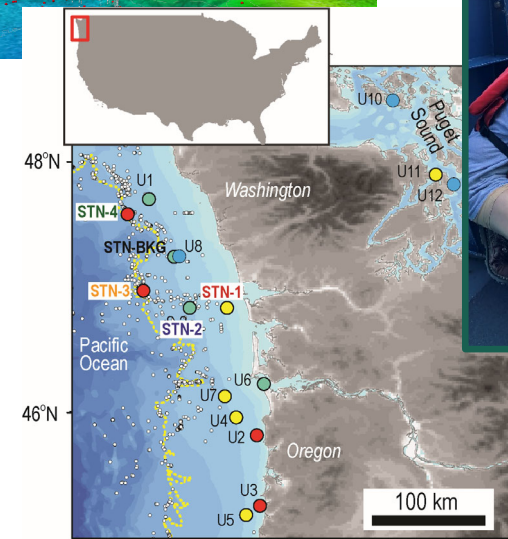 U10
Puget
Sound
48°N
U11
U12
U1
Washington
STN-4
STN-BKG
U8
STN-3
STN-1
STN-2
Pacific
Ocean
U6
U7
46°N
U4
U2
Oregon
U3
U5
100 km